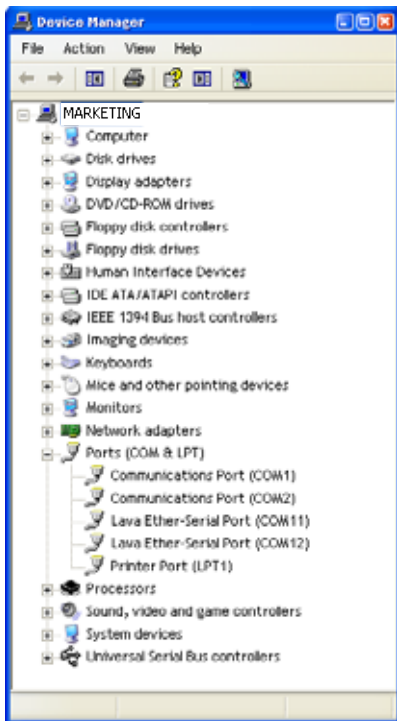 Device Manager
File Action View Help
MARKETING
Computer
Disk drives
Display adapters
DVD/CD-ROM drives
Floppy disk controllers
Floppy disk drives
Human Interface Devices
IDE ATA/ATAPI controllers
IEEE 1394 Bus host controllers
Imaging devices
Keyboards
Mice and other pointing devices
Monitors
Network adapters
Ports (COM & LPT)
Communications Port (COM1)
Communications Port (COM2)
Lava Ether-Serial Port (COM11)
Lava Ether-Serial Port (COM12)
Printer Port (LPT1)
Processors
Sound, video and game controllers
System devices
Universal Serial Bus controllers